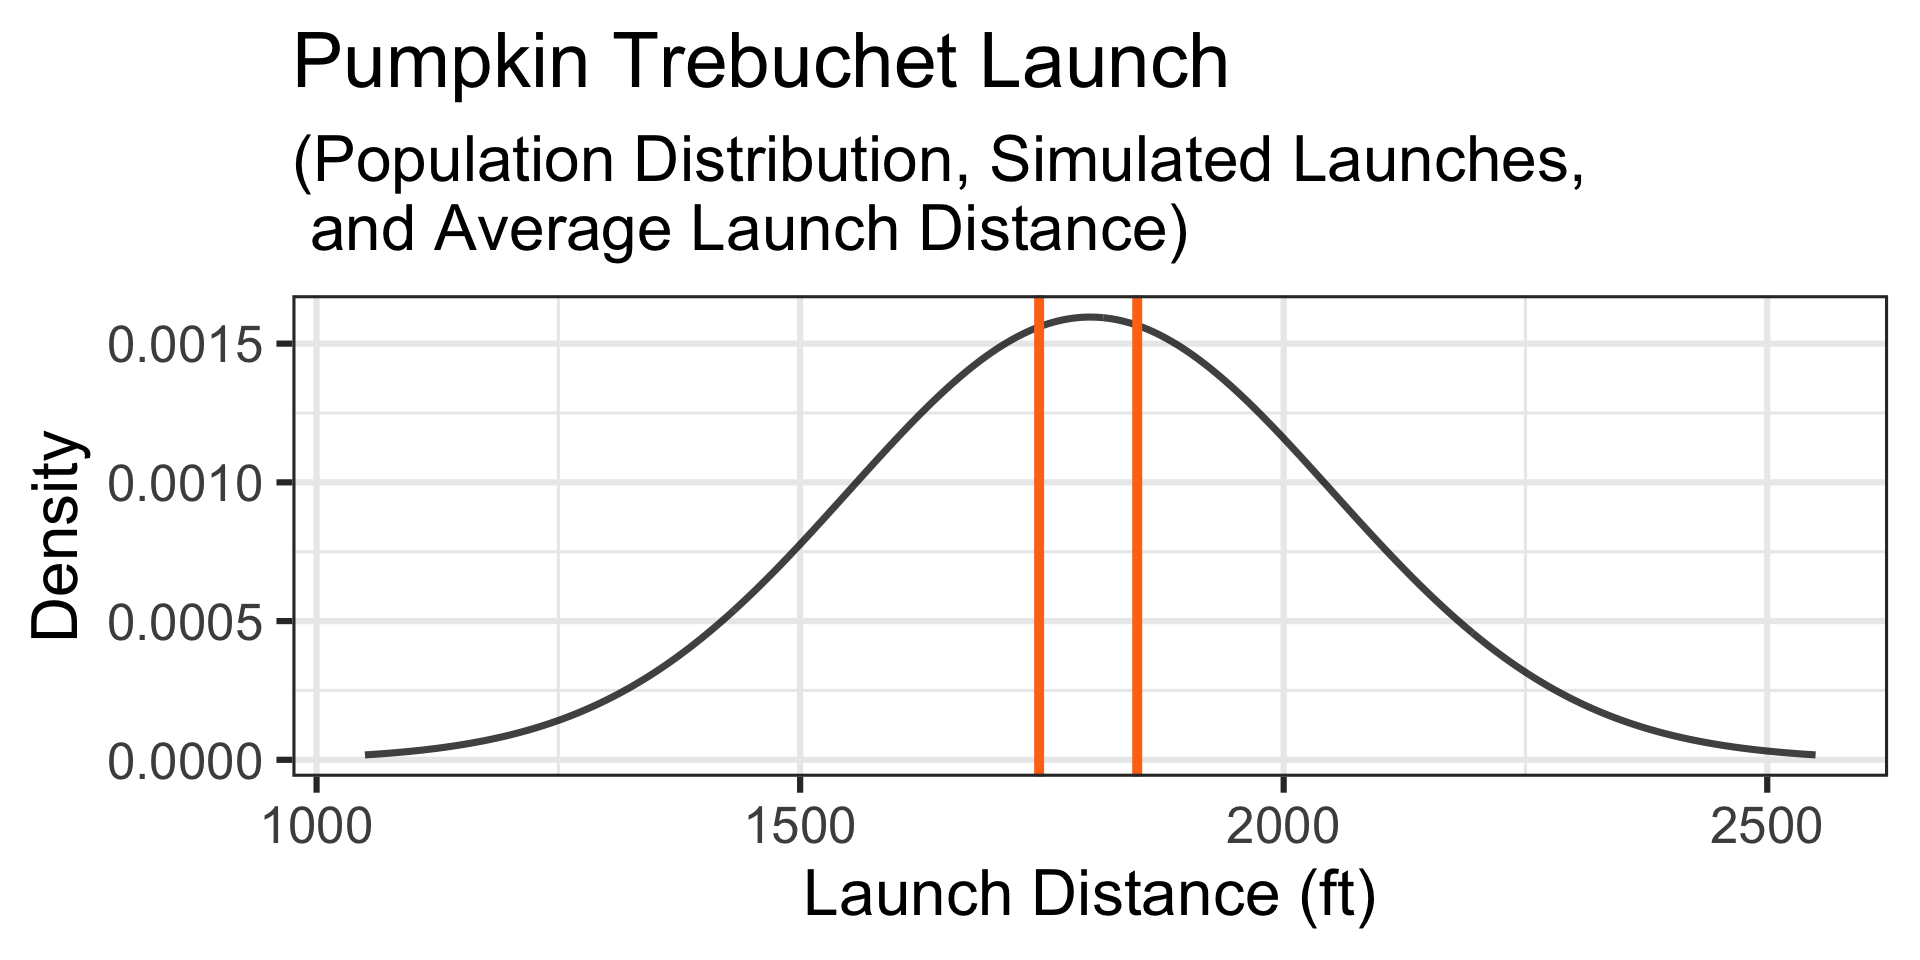 Pumpkin Trebuchet Launch
(Population Distribution, Simulated Launches,
and Average Launch Distance)
Density
0.0015
0.0010
0.0005
0.0000
1000 1500 2000 2500
Launch Distance (ft)